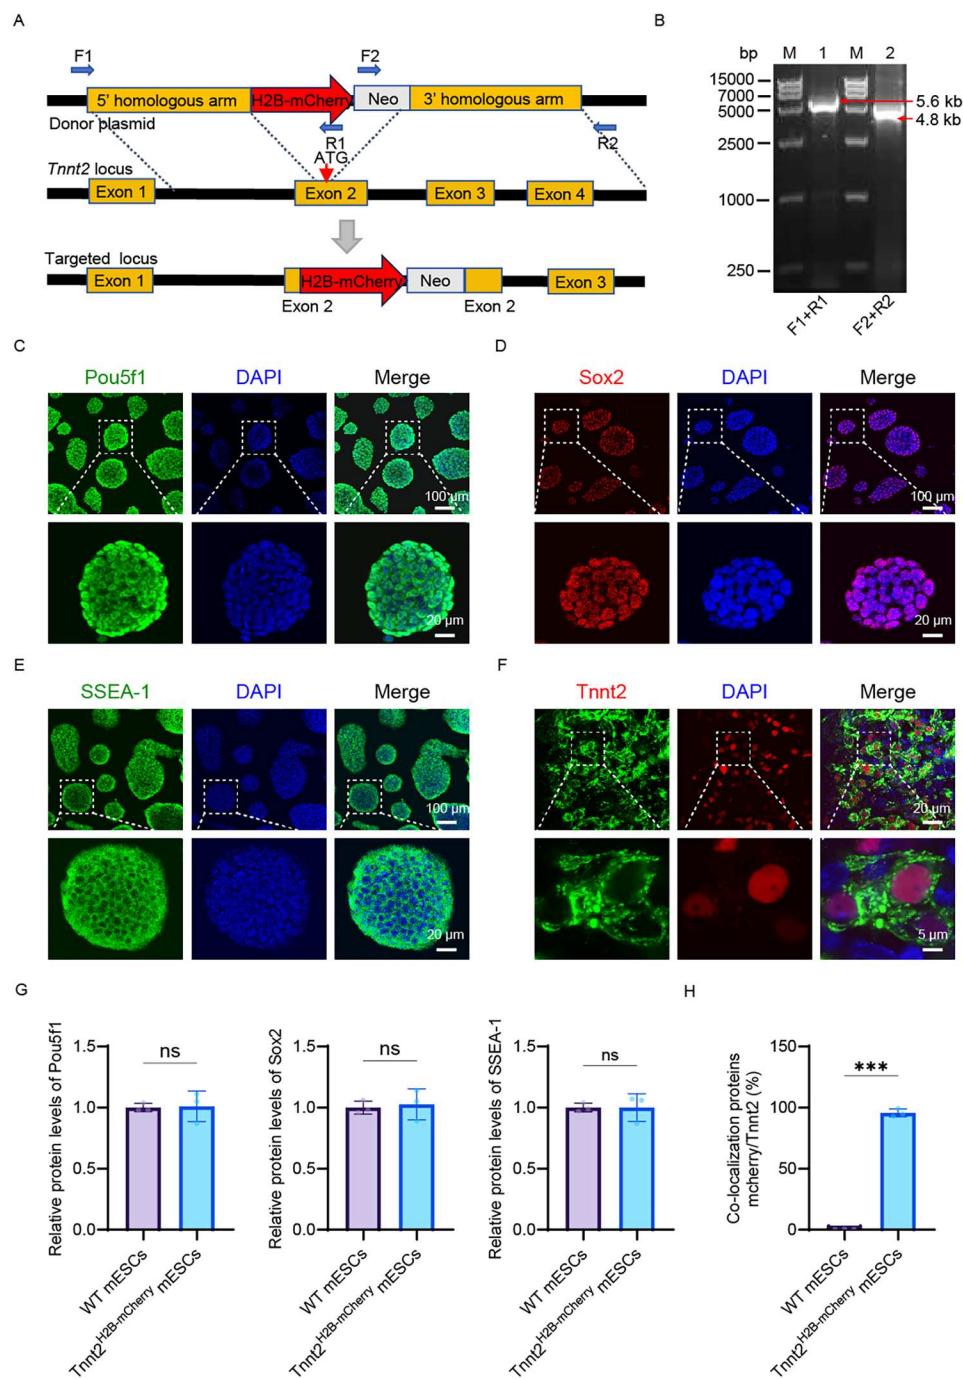 A
F1
F2
5' homologous arm
H2B-mCherry
Neo
3' homologous arm
Donor plasmid
R1
R2
ATG
Tnnt2 locus
Exon 1
Exon 2
Exon 3
Exon 4
Targeted locus
Exon 1
H2B-mCherry
Neo
Exon 3
Exon 2
Exon 2
B
bp M 1 M 2
15000
7000
5000
2500
1000
250
5.6 kb
4.8 kb
F1+R1
F2+R2
C
Pou5f1 DAPI Merge
100 µm
20 µm
D
Sox2 DAPI Merge
100 µm
20 µm
E
SSEA-1 DAPI Merge
100 µm
20 µm
F
Tnnt2 DAPI Merge
20 µm
5 µm
G
Relative protein levels of Pou5f1
1.5
1.0
0.5
0.0
ns
WT mESCs
Tnnt2H2B-mCherry mESCs
Relative protein levels of Sox2
1.5
1.0
0.5
0.0
ns
WT mESCs
Tnnt2H2B-mCherry mESCs
Relative protein levels of SSEA-1
1.5
1.0
0.5
0.0
ns
WT mESCs
Tnnt2H2B-mCherry mESCs
H
Co-localization proteins
mcherry/Tnnt2 (%)
150
100
50
0
***
WT mESCs
Tnnt2H2B-mCherry mESCs